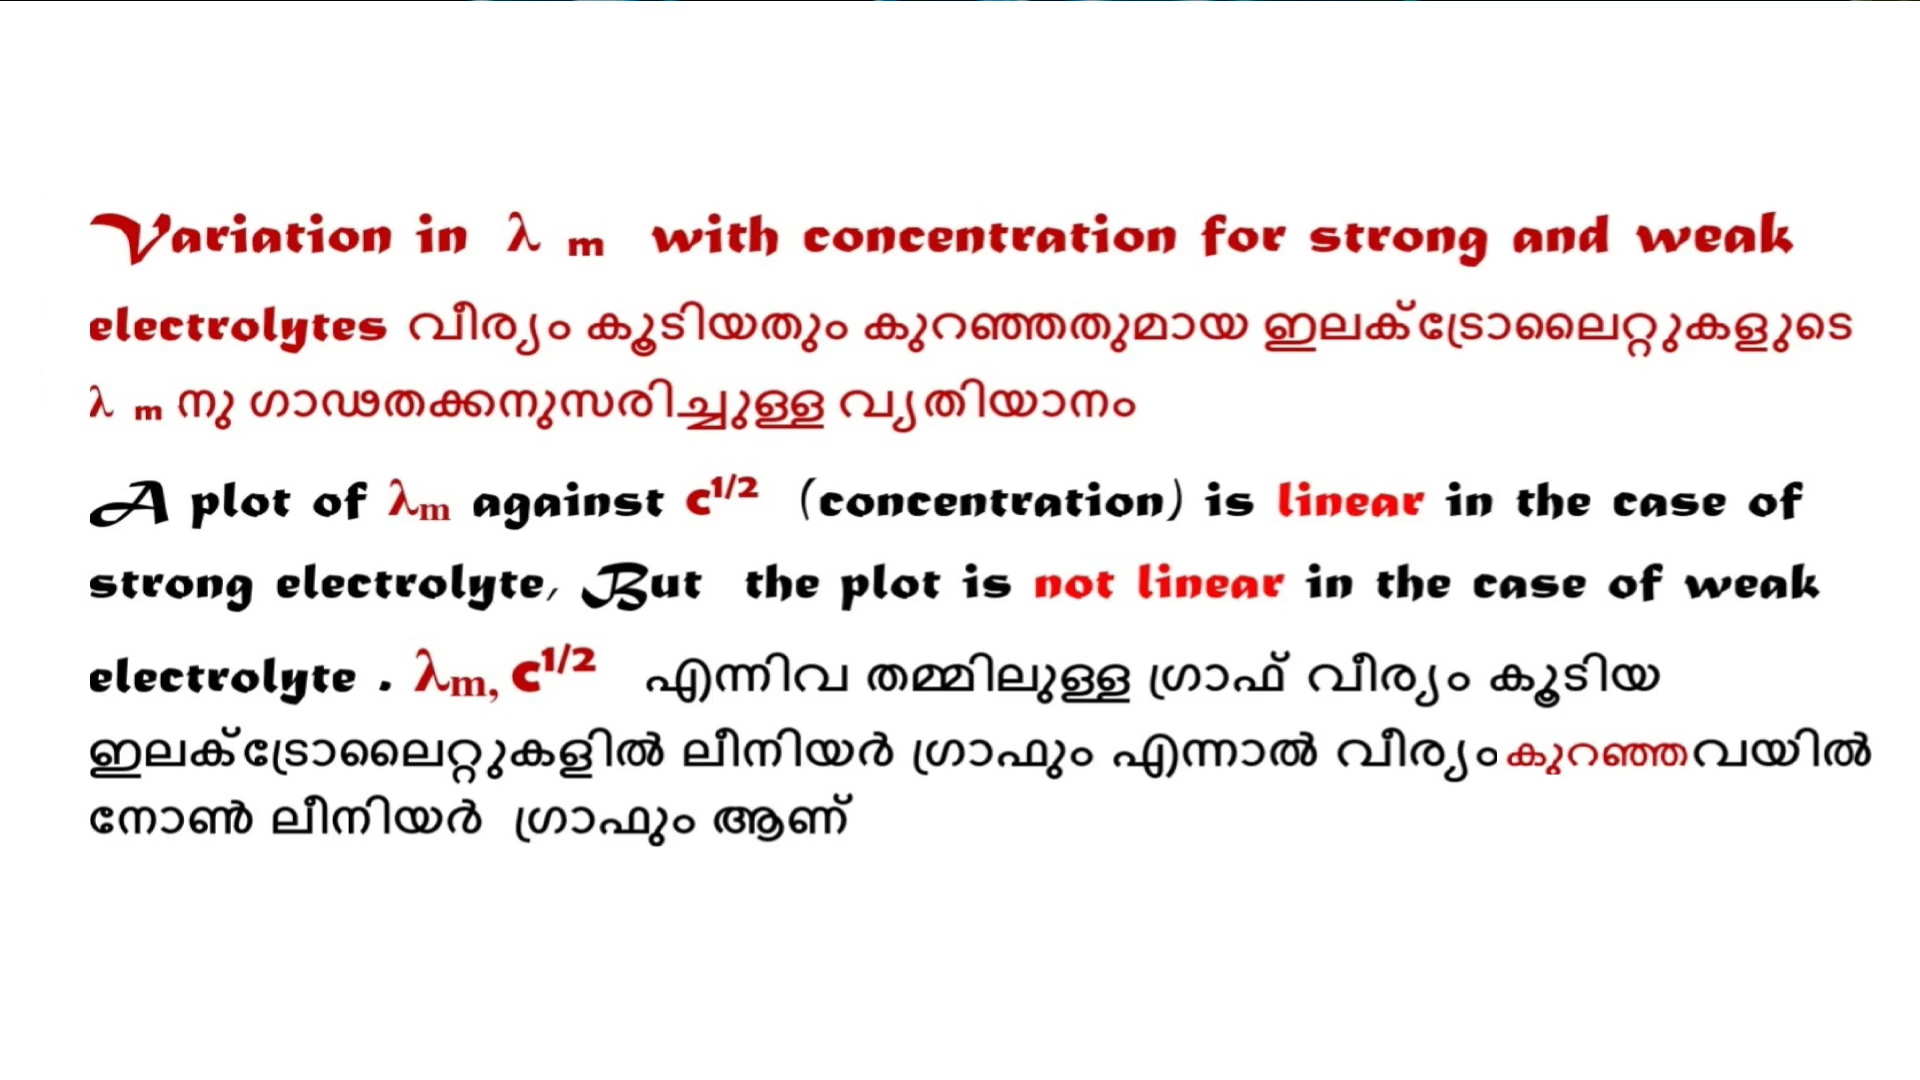 Variation in λ m with concentration for strong and weak
electrolytes വീര്യം കൂടിയതും കുറഞ്ഞതുമായ ഇലക്ട്രോലൈറ്റുകളുടെ
λ m നു ഗാഢതക്കനുസരിച്ചുള്ള വ്യതിയാനം
A plot of λm against c1/2 (concentration) is linear in the case of
strong electrolyte, But the plot is not linear in the case of weak
electrolyte . λm, c1/2 എന്നിവ തമ്മിലുള്ള ഗ്രാഫ് വീര്യം കൂടിയ
ഇലക്ട്രോലൈറ്റുകളിൽ ലീനിയർ ഗ്രാഫും എന്നാൽ വീര്യം കുറഞ്ഞവയിൽ
നോൺ ലീനിയർ ഗ്രാഫും ആണ്